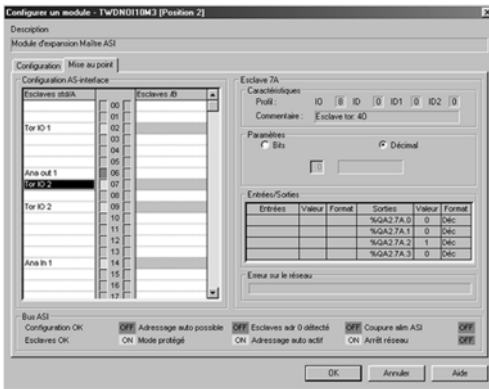 Configurer un module - TWDNOI10M3 [Position 2]
Description
Module d'expansion Maître ASI
Configuration Mise au point
Configuration AS-interface
Esclaves std/A Esclaves /B
00
01
Tor IO 1 02
03
04
05
Ana out 1 06
Tor IO 2 07
08
Tor IO 2 09
10
11
12
13
Ana In 1 14
15
16
17
Esclave 7A
Caractéristiques
Profil : IO 8 ID 0 ID1 0 ID2 0
Commentaire : Esclave tor: 40
Paramètres
Bits Décimal
0
Entrées/Sorties
Entrées Valeur Format Sorties Valeur Format
%QA2.7A.0 0 Déc
%QA2.7A.1 0 Déc
%QA2.7A.2 1 Déc
%QA2.7A.3 0 Déc
Erreur sur le réseau
Bus ASI
Configuration OK OFF Adressage auto possible OFF Esclaves adr 0 détecté OFF Coupure alim ASI OFF
Esclaves OK ON Mode protégé ON Adressage auto actif ON Arrêt réseau OFF
OK Annuler Aide